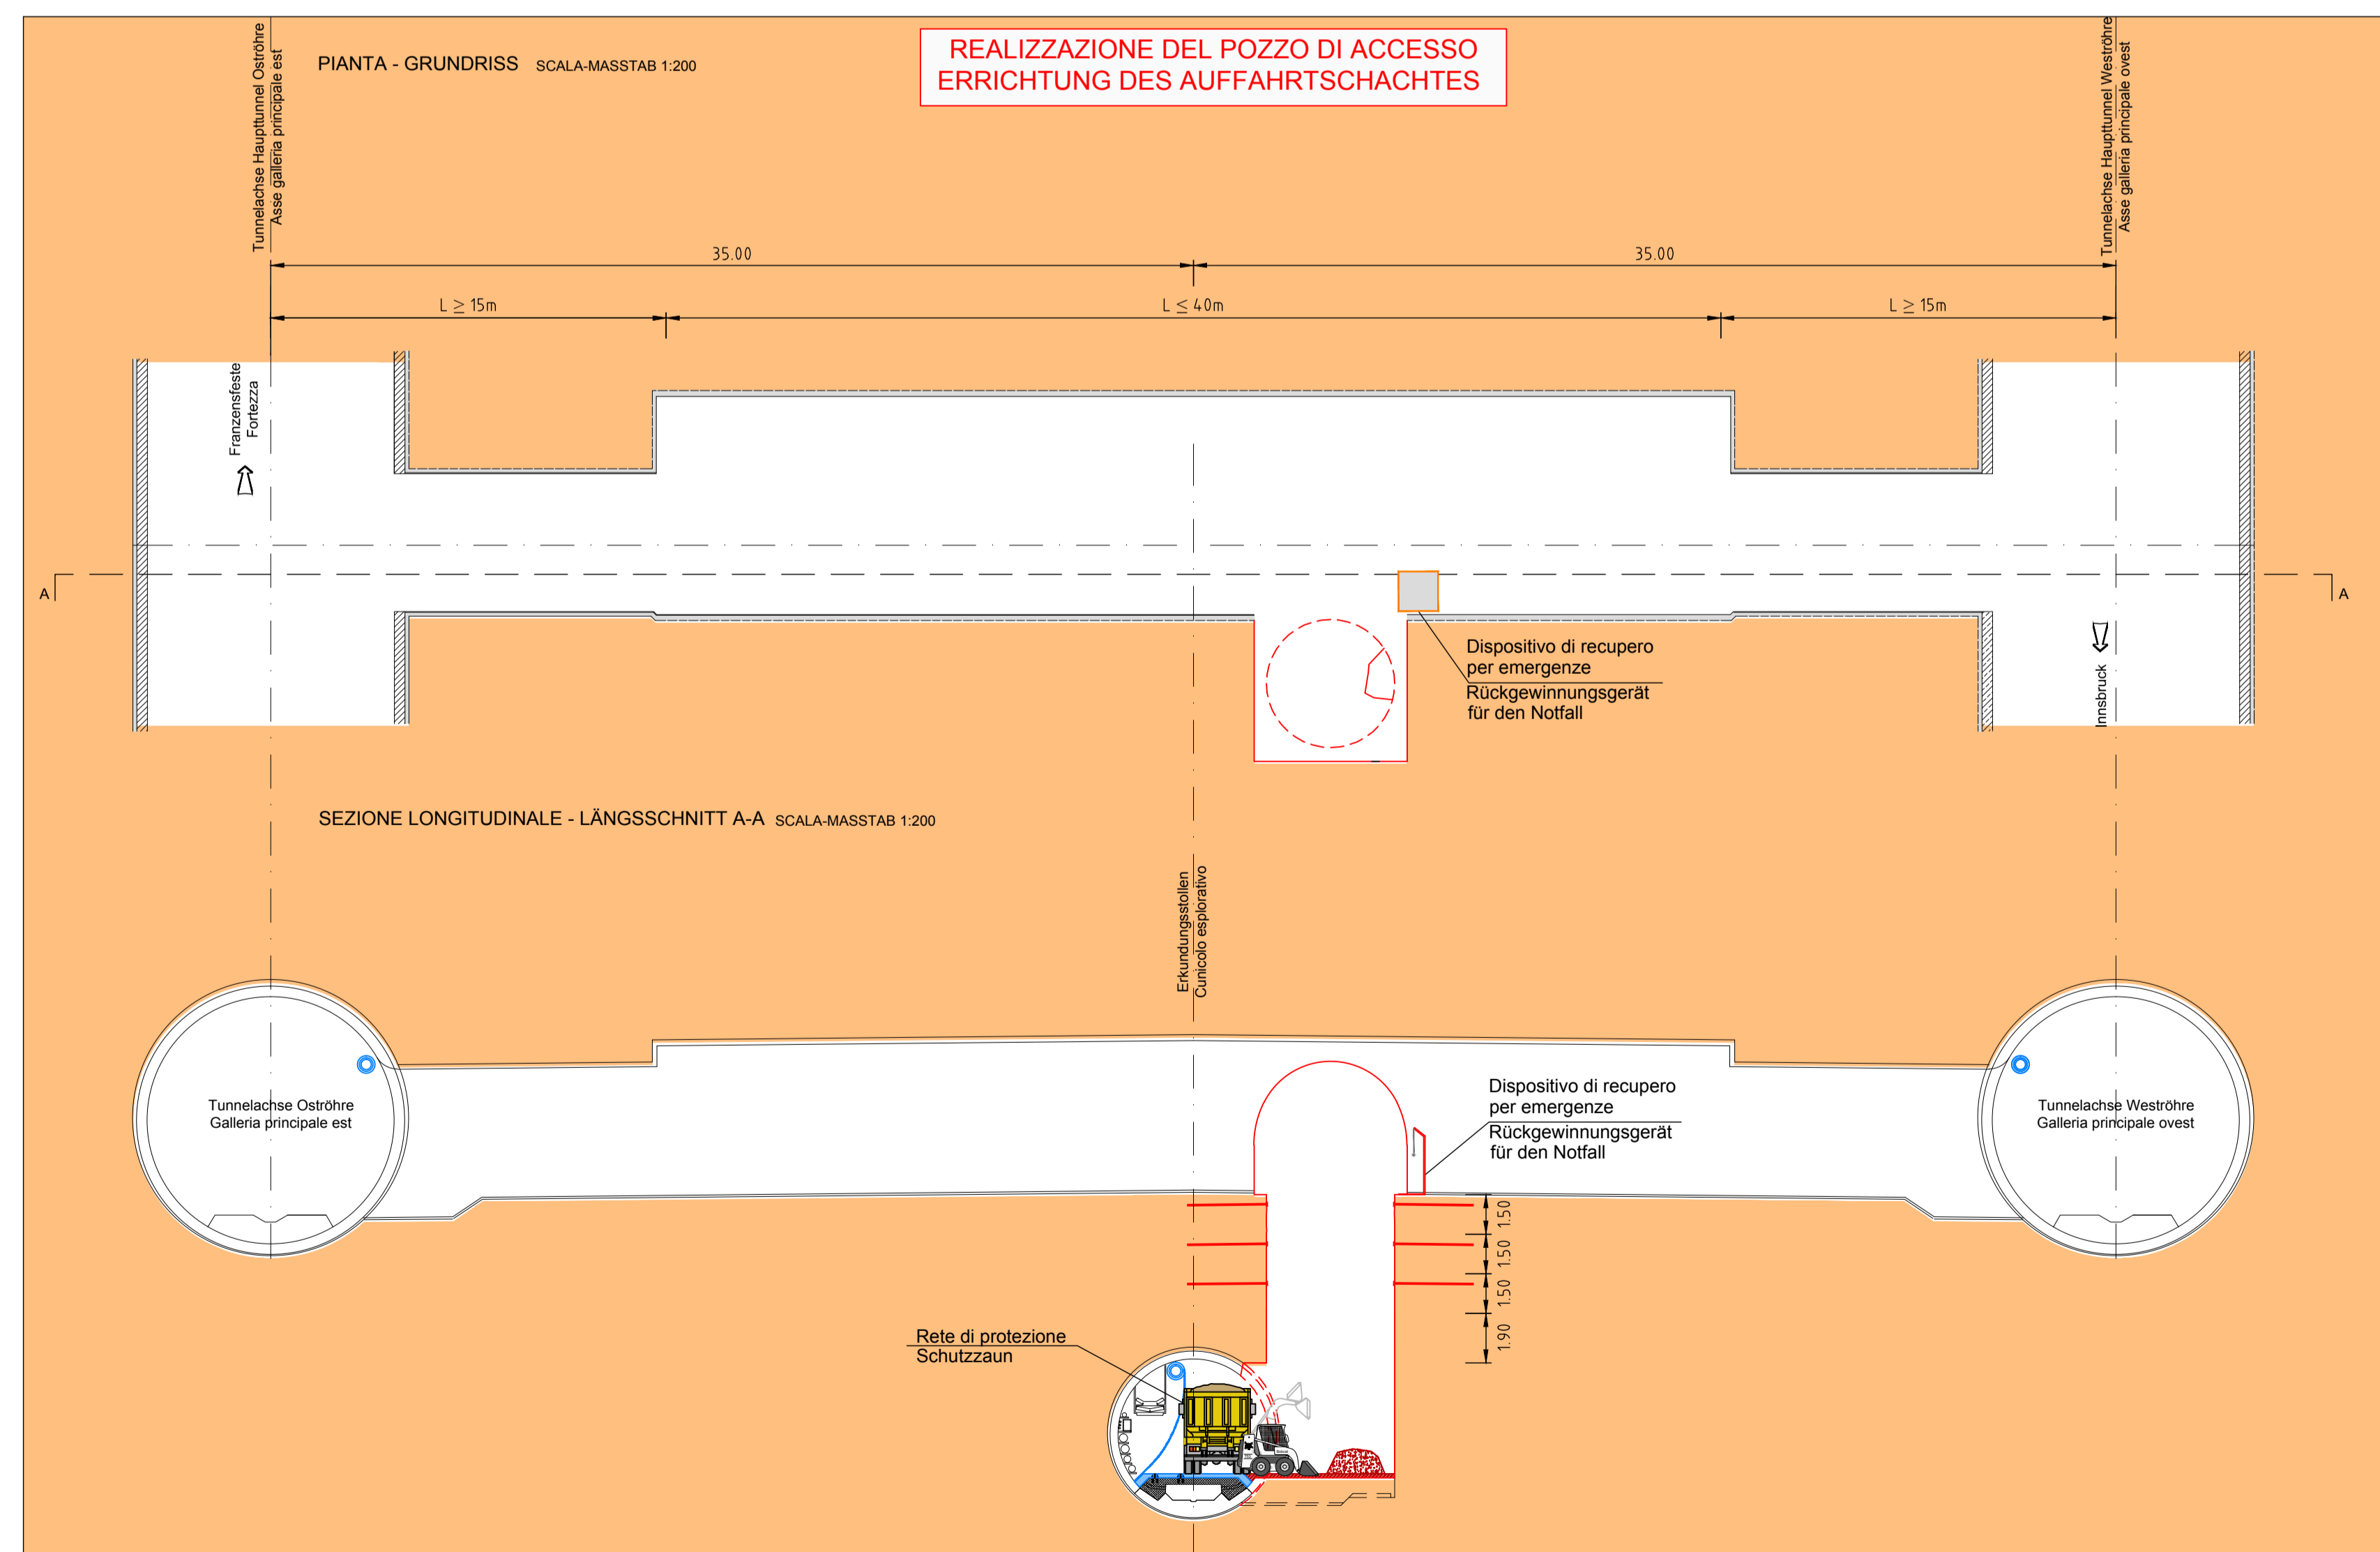 Tunnelachse Haupttunnel Oströhre
Asse galleria principale est
PIANTA - GRUNDRISS SCALA-MASSTAB 1:200
REALIZZAZIONE DEL POZZO DI ACCESSO
ERRICHTUNG DES AUFFAHRTSCHACHTES
Tunnelachse Haupttunnel Weströhre
Asse galleria principale ovest
35.00
35.00
L ≥ 15m
L ≤ 40m
L ≥ 15m
Franzensfeste
Fortezza
A
A
Dispositivo di recupero
per emergenze
Rückgewinnungsgerät
für den Notfall
Innsbruck
SEZIONE LONGITUDINALE - LÄNGSSCHNITT A-A SCALA-MASSTAB 1:200
Erkundungsstollen
Cunicolo esplorativo
Tunnelachse Oströhre
Galleria principale est
Dispositivo di recupero
per emergenze
Rückgewinnungsgerät
für den Notfall
Tunnelachse Weströhre
Galleria principale ovest
1.50
1.50
1.50
1.90
Rete di protezione
Schutzzaun